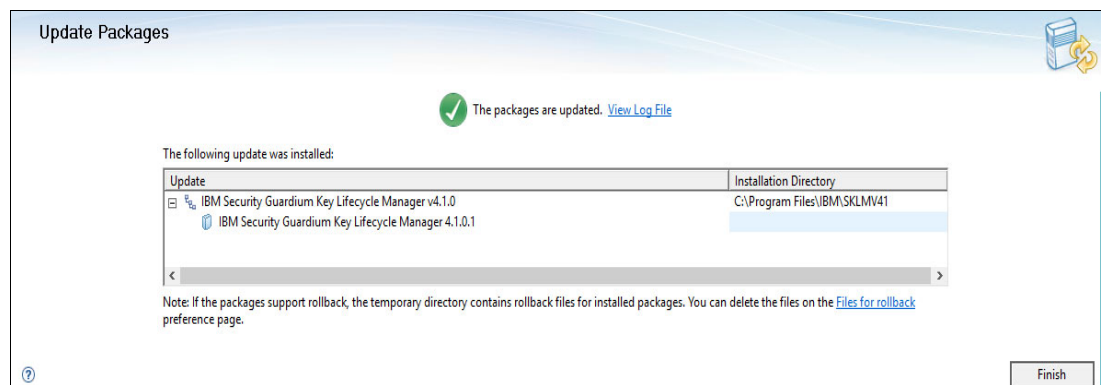 Update Packages
The packages are updated. View Log File
The following update was installed:
Update Installation Directory
IBM Security Guardium Key Lifecycle Manager v4.1.0 C:\Program Files\IBM\SKLMV41
IBM Security Guardium Key Lifecycle Manager 4.1.0.1
Note: If the packages support rollback, the temporary directory contains rollback files for installed packages. You can delete the files on the Files for rollback
preference page.
? Finish